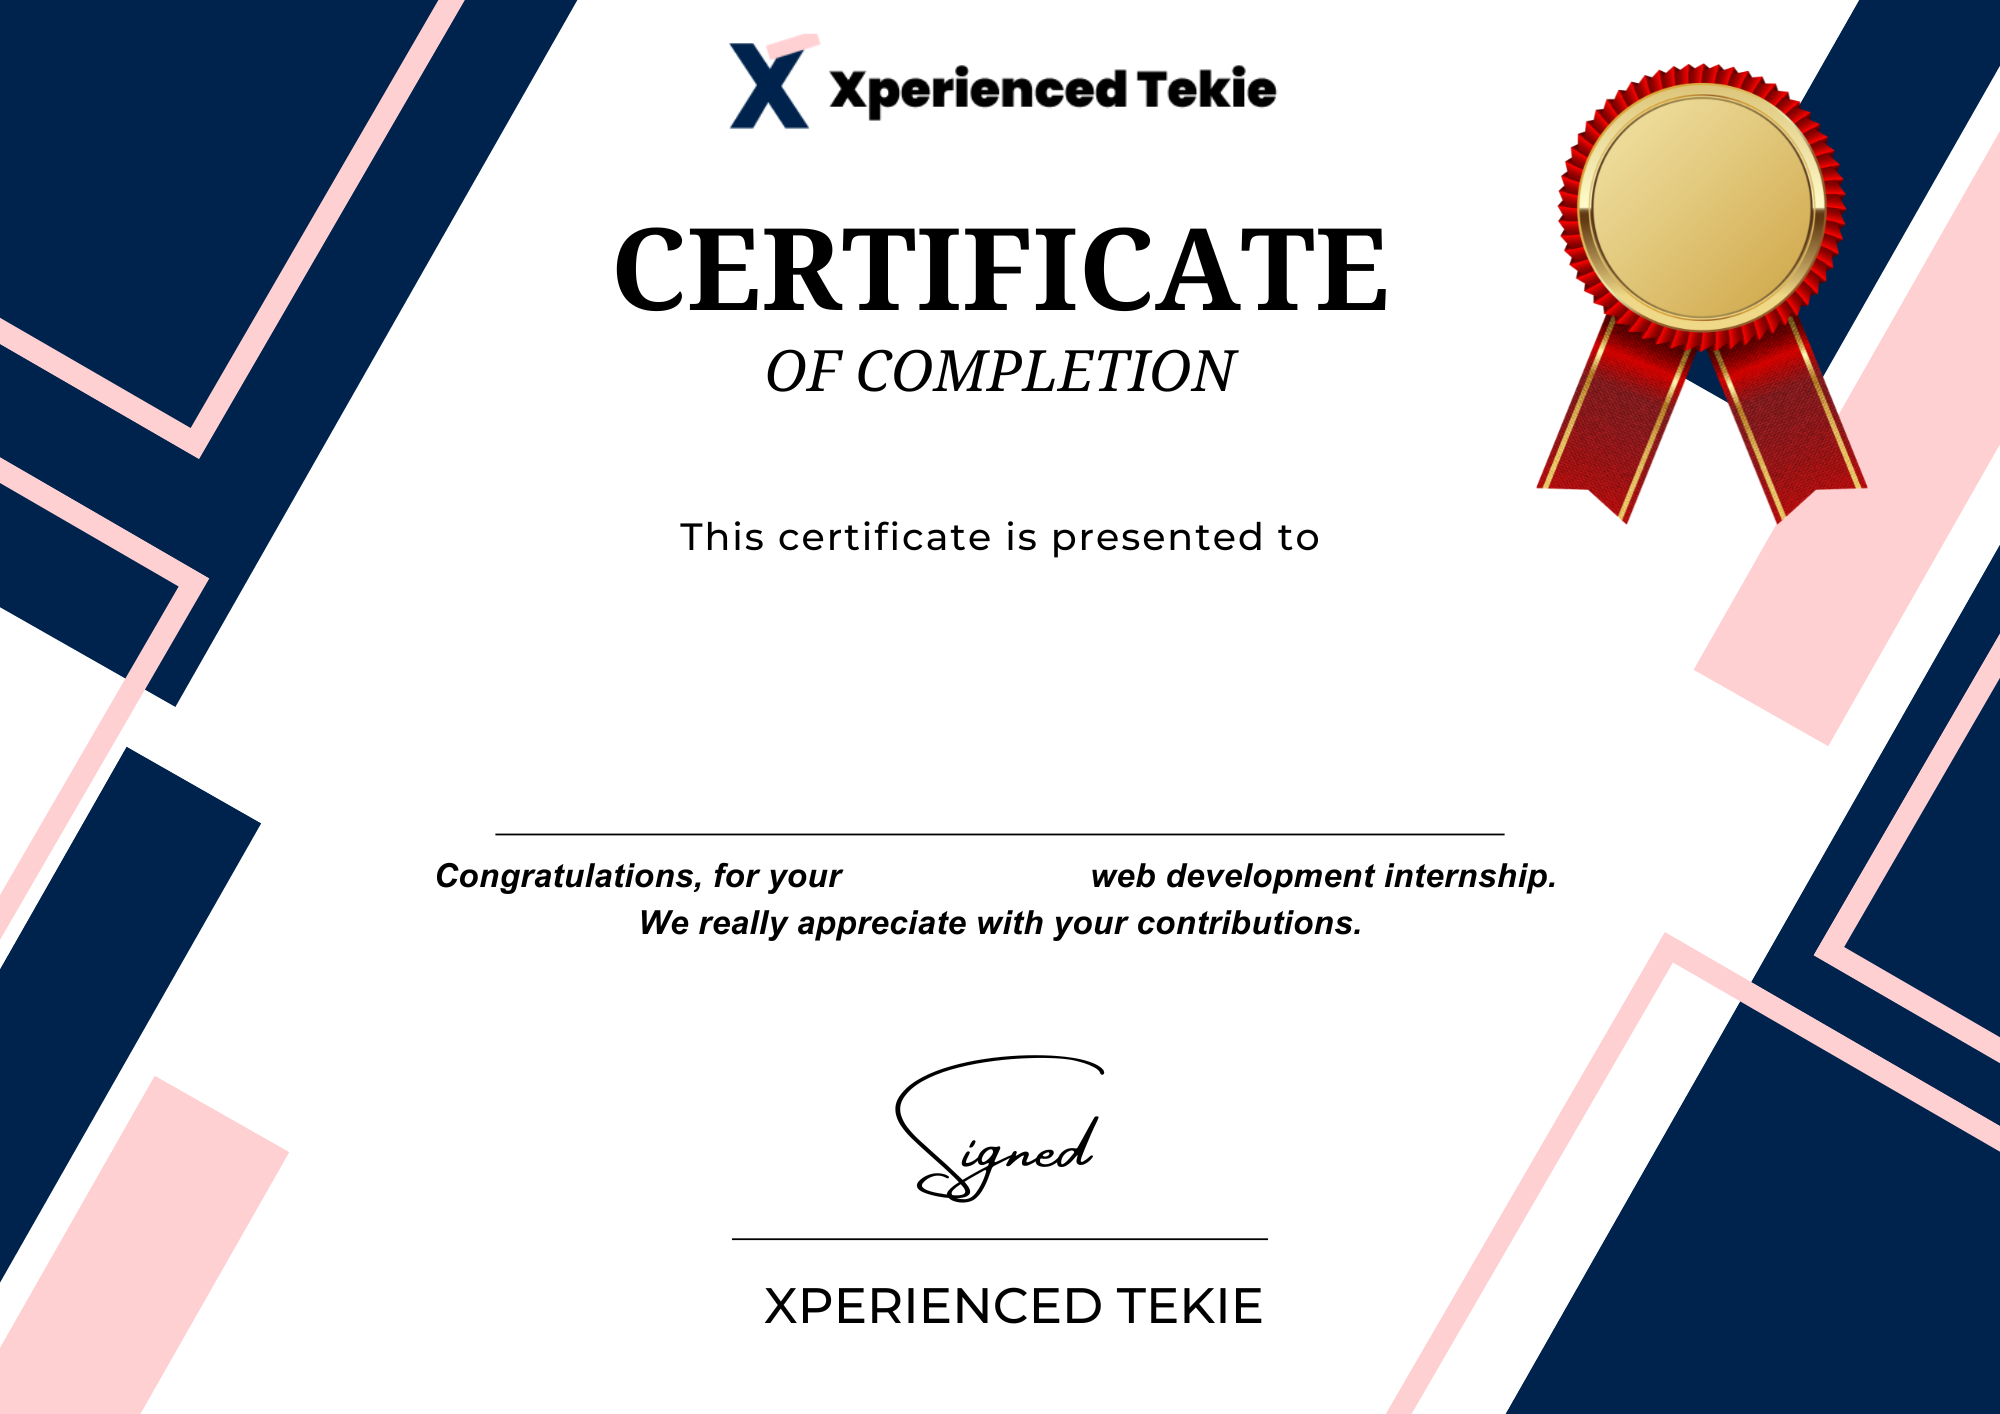 X Xperienced Tekie
CERTIFICATE
OF COMPLETION
This certificate is presented to
Congratulations, for your web development internship.
We really appreciate with your contributions.
Signed
XPERIENCED TEKIE